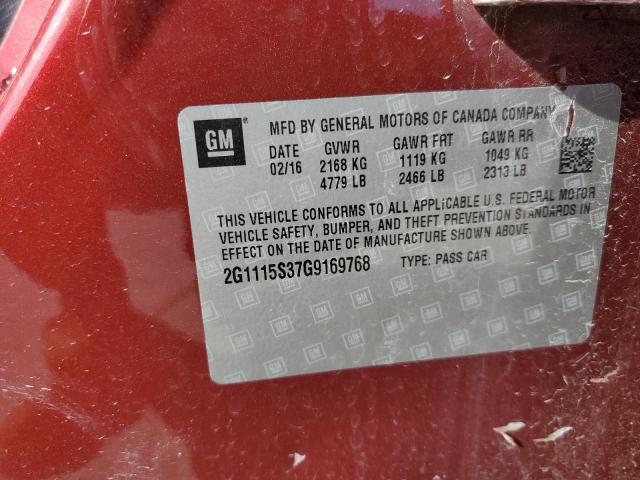 GM
MFD BY GENERAL MOTORS OF CANADA COMPANY
DATE GVWR GAWR FRT GAWR RR
02/16 2168 KG 1119 KG 1049 KG
4779 LB 2466 LB 2313 LB
THIS VEHICLE CONFORMS TO ALL APPLICABLE U.S. FEDERAL MOTOR
VEHICLE SAFETY, BUMPER, AND THEFT PREVENTION STANDARDS IN
EFFECT ON THE DATE OF MANUFACTURE SHOWN ABOVE.
2G1115S37G9169768 TYPE: PASS CAR